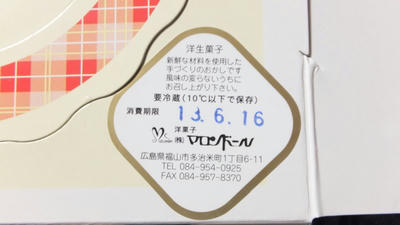 洋生菓子
新鮮な材料を使用した
手づくりのおかしです
風味の変らないうちに
お召し上がり下さい。
要冷蔵(10℃以下で保存)
消費期限 13.6.16
洋菓子
(株)マロンドール
広島県福山市多治米町1丁目6-11
TEL 084-954-0925
FAX 084-957-8370